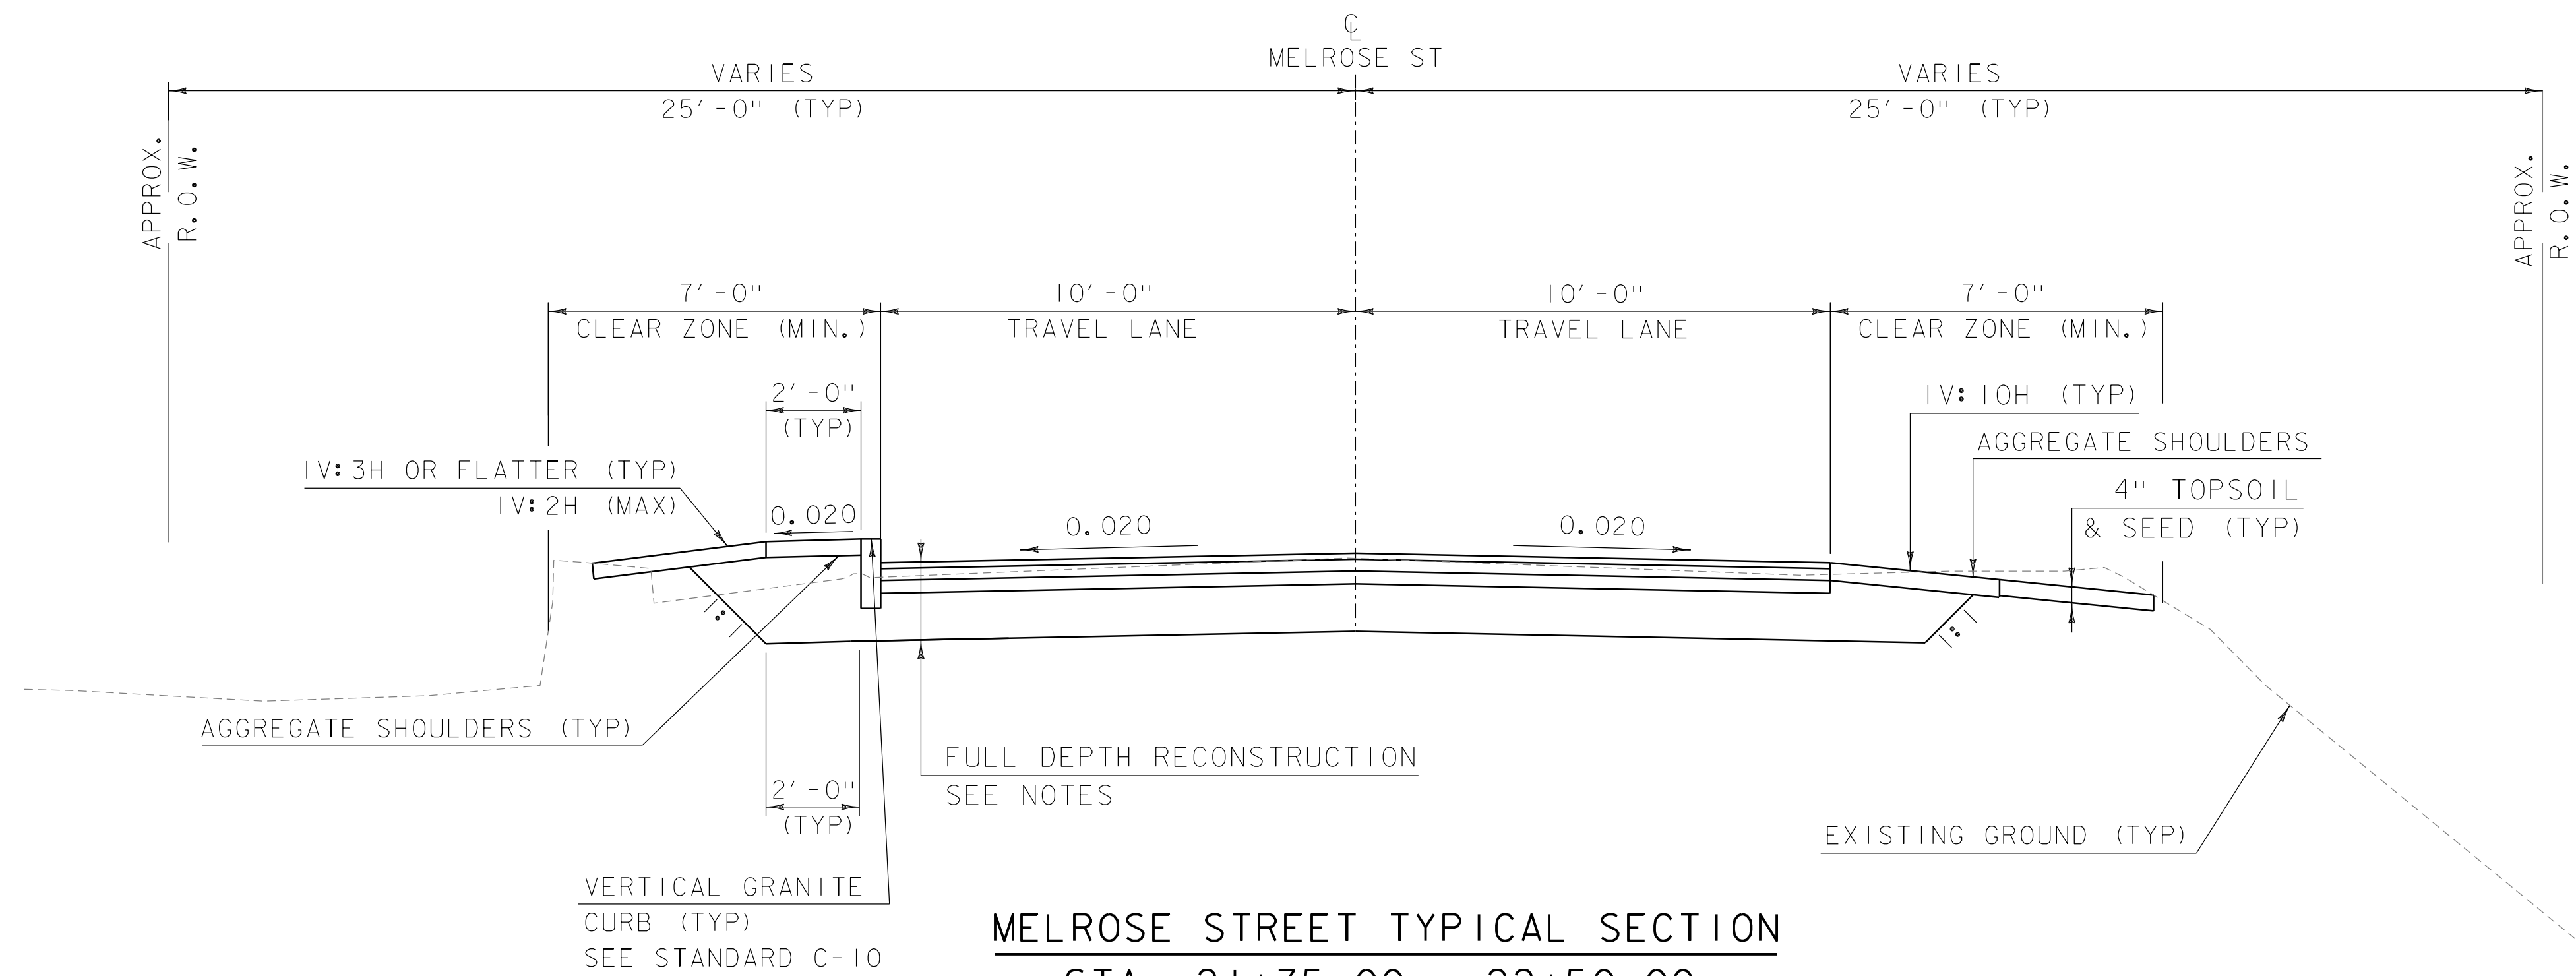 ℄
MELROSE ST
VARIES
25'-0" (TYP)
VARIES
25'-0" (TYP)
APPROX.
R.O.W.
APPROX.
R.O.W.
7'-0"
CLEAR ZONE (MIN.)
10'-0"
TRAVEL LANE
10'-0"
TRAVEL LANE
7'-0"
CLEAR ZONE (MIN.)
2'-0"
(TYP)
1V:10H (TYP)
AGGREGATE SHOULDERS
1V:3H OR FLATTER (TYP)
1V:2H (MAX)
4" TOPSOIL
& SEED (TYP)
0.020
0.020
0.020
1:1
1:1
AGGREGATE SHOULDERS (TYP)
FULL DEPTH RECONSTRUCTION
SEE NOTES
2'-0"
(TYP)
EXISTING GROUND (TYP)
VERTICAL GRANITE
CURB (TYP)
SEE STANDARD C-10
MELROSE STREET TYPICAL SECTION